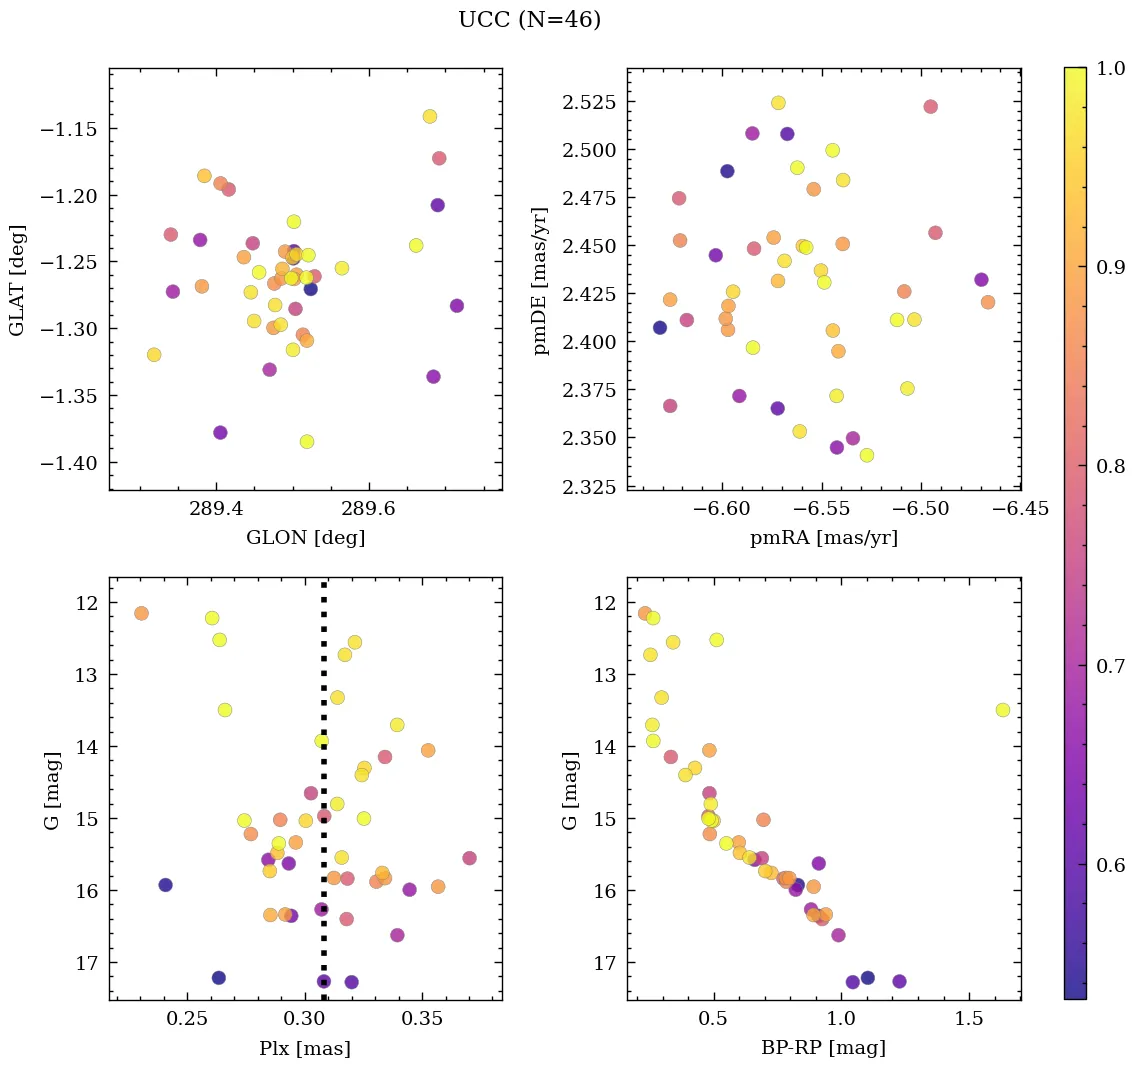 UCC (N=46)
−1.15
−1.20
−1.25
−1.30
−1.35
−1.40
GLAT [deg]
289.4 289.6
GLON [deg]
2.525
2.500
2.475
2.450
2.425
2.400
2.375
2.350
2.325
pmDE [mas/yr]
−6.60 −6.55 −6.50 −6.45
pmRA [mas/yr]
12
13
14
15
16
17
G [mag]
0.25 0.30 0.35
Plx [mas]
12
13
14
15
16
17
G [mag]
0.5 1.0 1.5
BP-RP [mag]
1.0
0.9
0.8
0.7
0.6